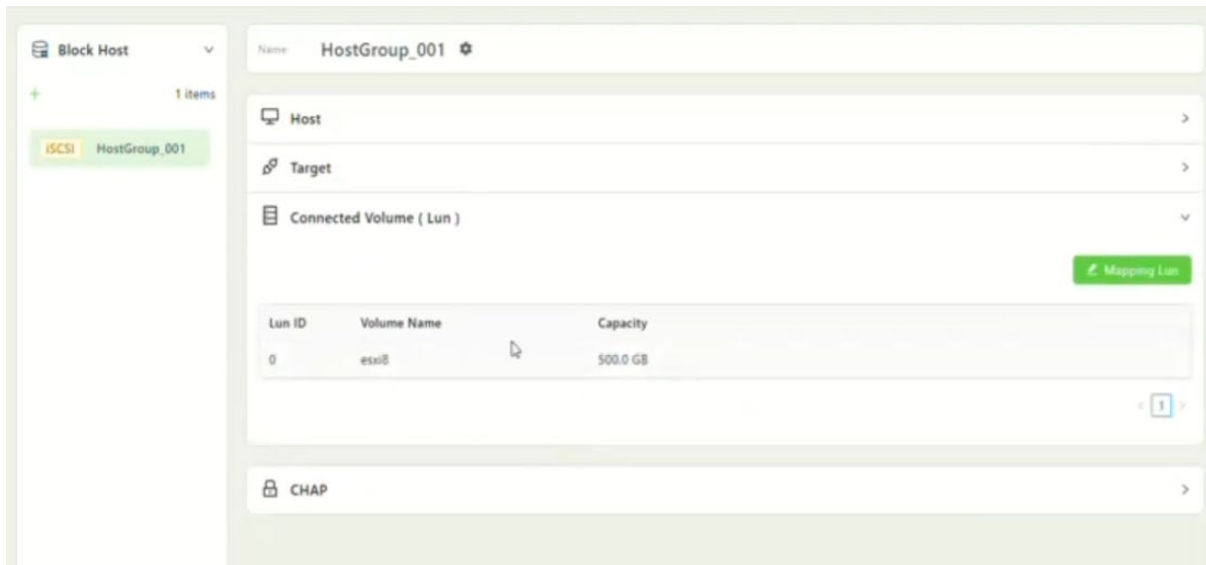 Block Host
1 items
iSCSI HostGroup_001
Name HostGroup_001
Host
Target
Connected Volume ( Lun )
Mapping Lun
Lun ID Volume Name Capacity
0 esxi8 500.0 GB
1
CHAP